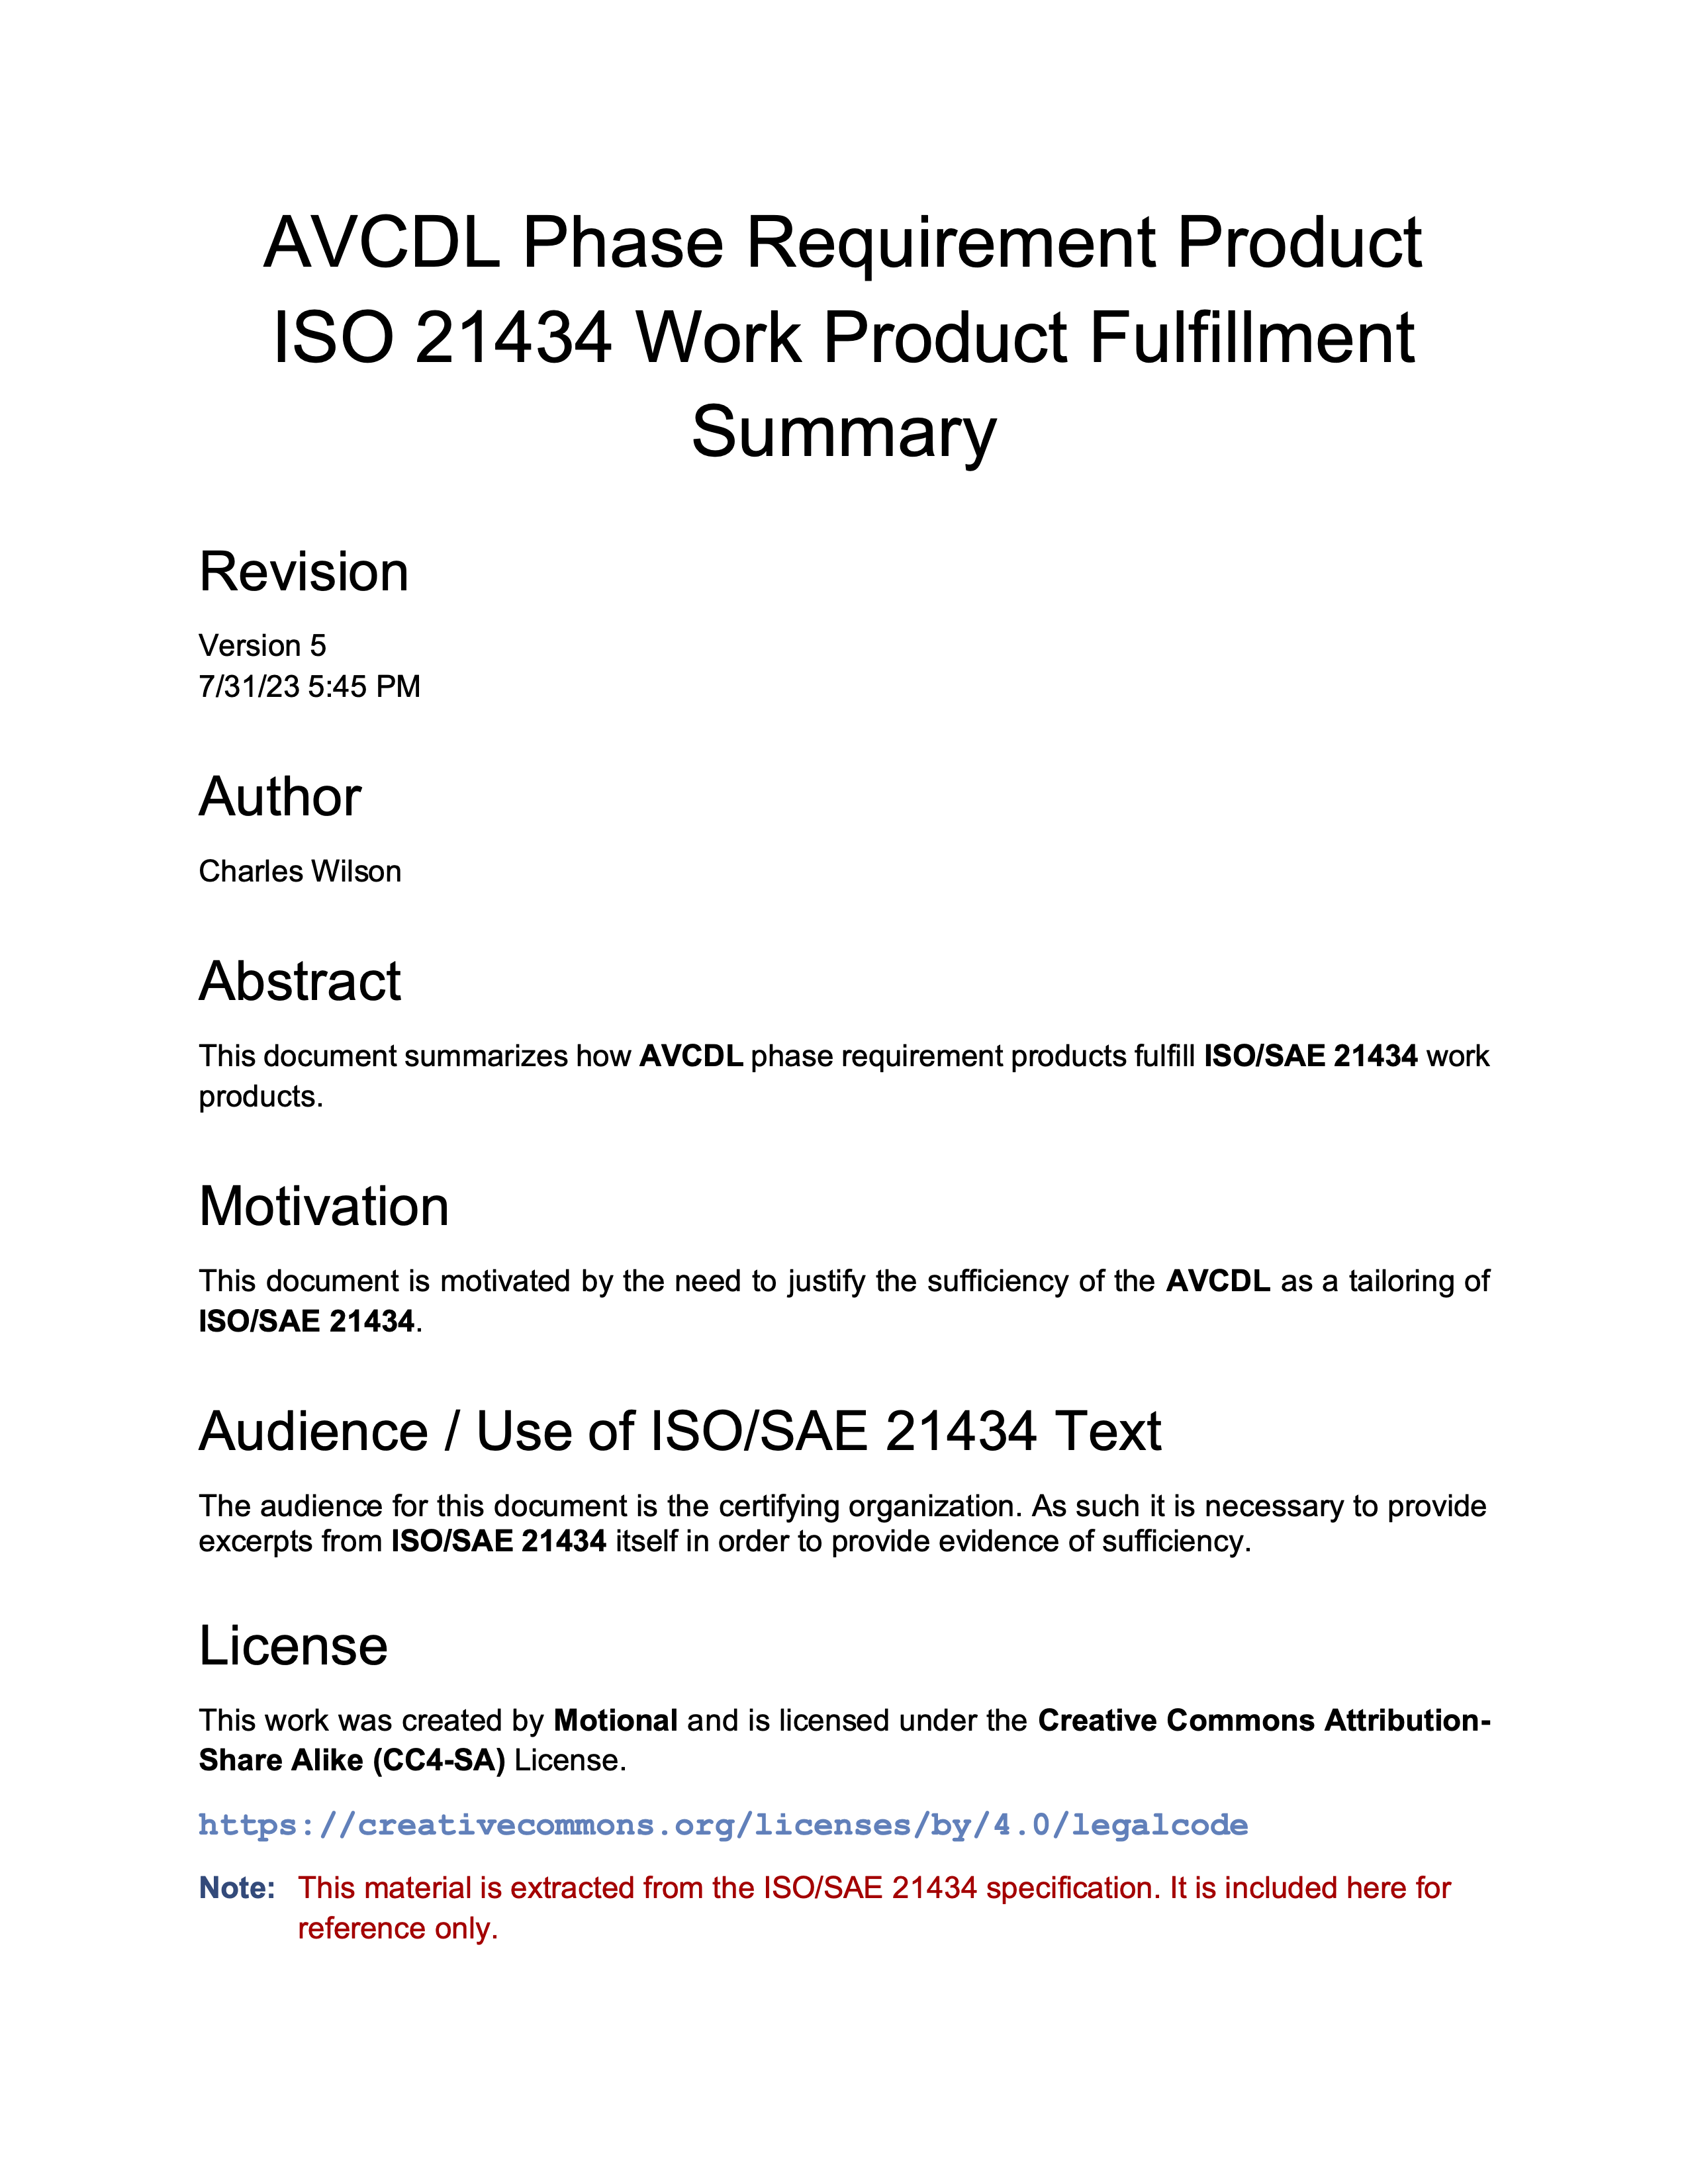 AVCDL Phase Requirement Product
ISO 21434 Work Product Fulfillment
Summary
Revision
Version 5
7/31/23 5:45 PM
Author
Charles Wilson
Abstract
This document summarizes how AVCDL phase requirement products fulfill ISO/SAE 21434 work
products.
Motivation
This document is motivated by the need to justify the sufficiency of the AVCDL as a tailoring of
ISO/SAE 21434.
Audience / Use of ISO/SAE 21434 Text
The audience for this document is the certifying organization. As such it is necessary to provide
excerpts from ISO/SAE 21434 itself in order to provide evidence of sufficiency.
License
This work was created by Motional and is licensed under the Creative Commons Attribution-
Share Alike (CC4-SA) License.
https://creativecommons.org/licenses/by/4.0/legalcode
Note: This material is extracted from the ISO/SAE 21434 specification. It is included here for
reference only.